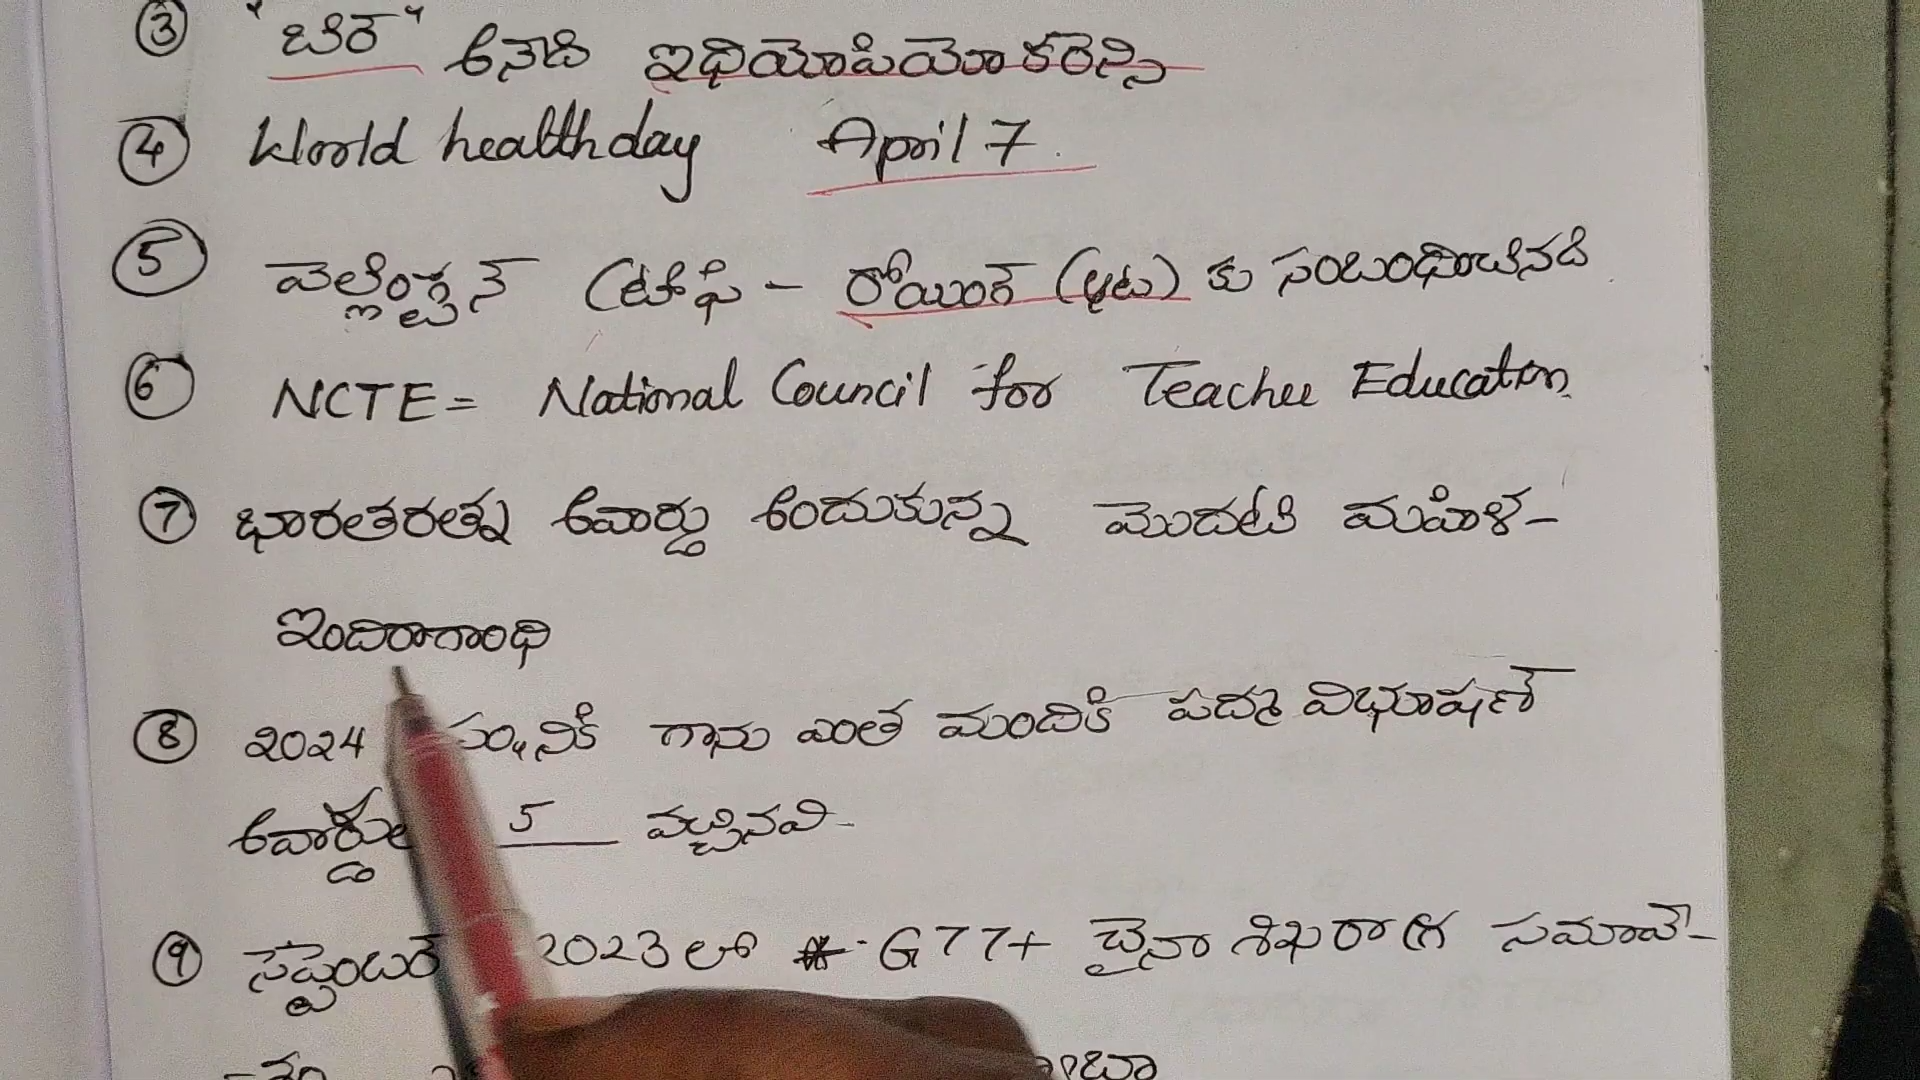 ③ "బిర్" అనేది ఇథియోపియో కరెన్సి
④ World health day April 7.
⑤ వెల్లింగ్టన్ ట్రోఫి - రోయింగ్ (ఆట) కు సంబంధించినది
⑥ NCTE = National Council for Teacher Education.
⑦ భారతరత్న అవార్డు అందుకున్న మొదటి మహిళ-
ఇందిరాగాంధి
⑧ 2024 సం,,నికి గాను ఎంత మందికి పద్మ విభూషణ్
అవార్డులు 5 వచ్చినవి-
⑨ సెప్టెంబర్ 2023లో G77+ చైనా శిఖరాగ్ర సమావే-